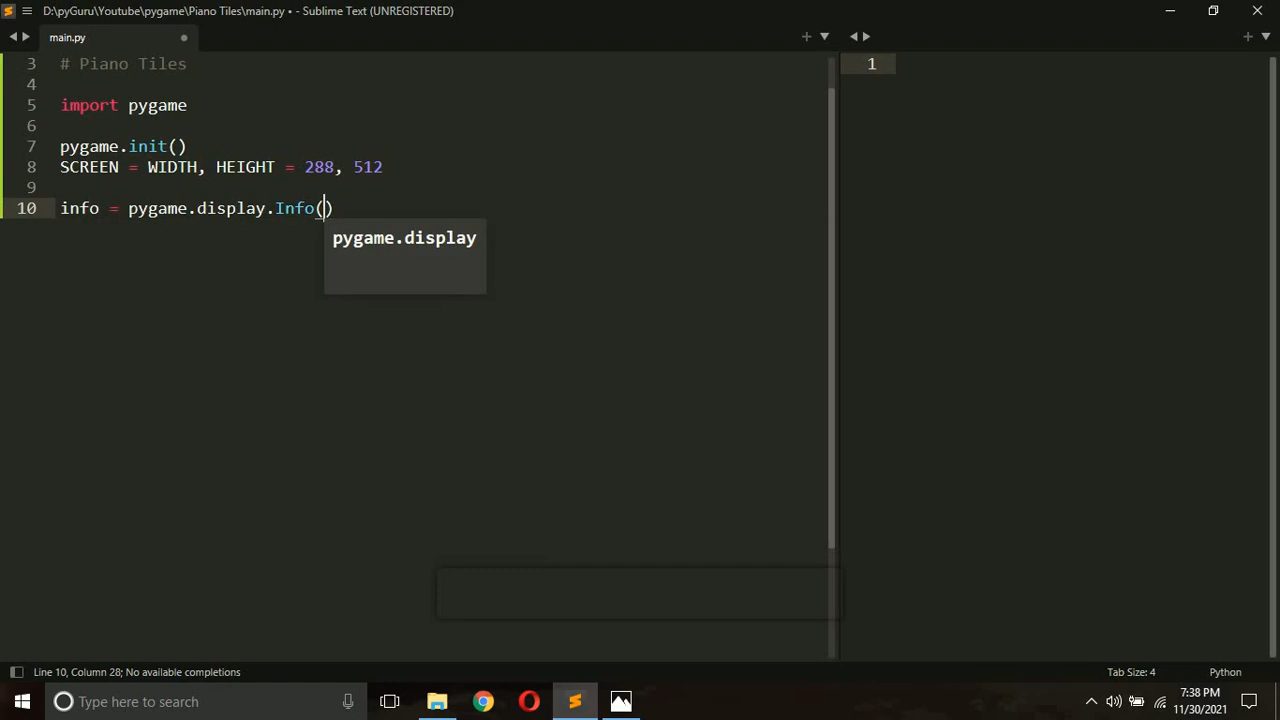 D:\pyGuru\Youtube\pygame\Piano Tiles\main.py • - Sublime Text (UNREGISTERED)
main.py
3 # Piano Tiles
4
5 import pygame
6
7 pygame.init()
8 SCREEN = WIDTH, HEIGHT = 288, 512
9
10 info = pygame.display.Info()
pygame.display
1
Line 10, Column 28; No available completions
Tab Size: 4
Python
Type here to search
7:38 PM
11/30/2021